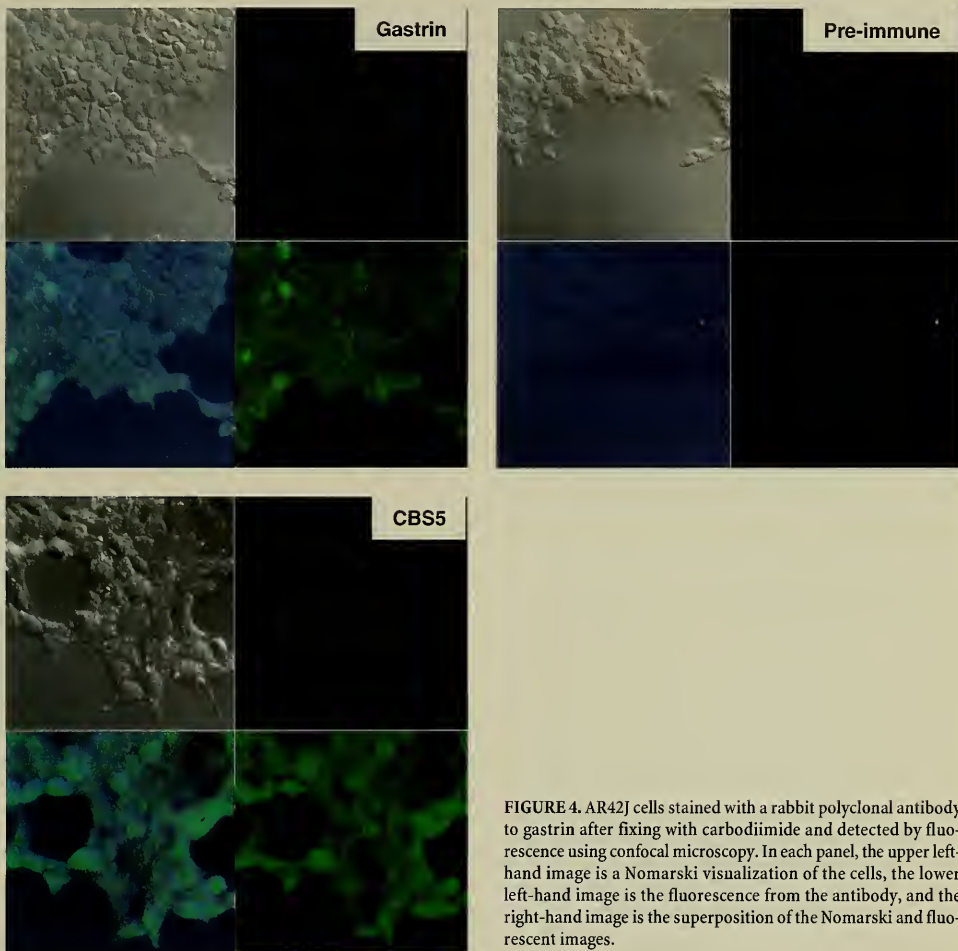 Gastrin
Pre-immune
CBS5
FIGURE 4. AR42J cells stained with a rabbit polyclonal antibody
to gastrin after fixing with carbodiimide and detected by fluo-
rescence using confocal microscopy. In each panel, the upper left-
hand image is a Nomarski visualization of the cells, the lower
left-hand image is the fluorescence from the antibody, and the
right-hand image is the superposition of the Nomarski and fluo-
rescent images.